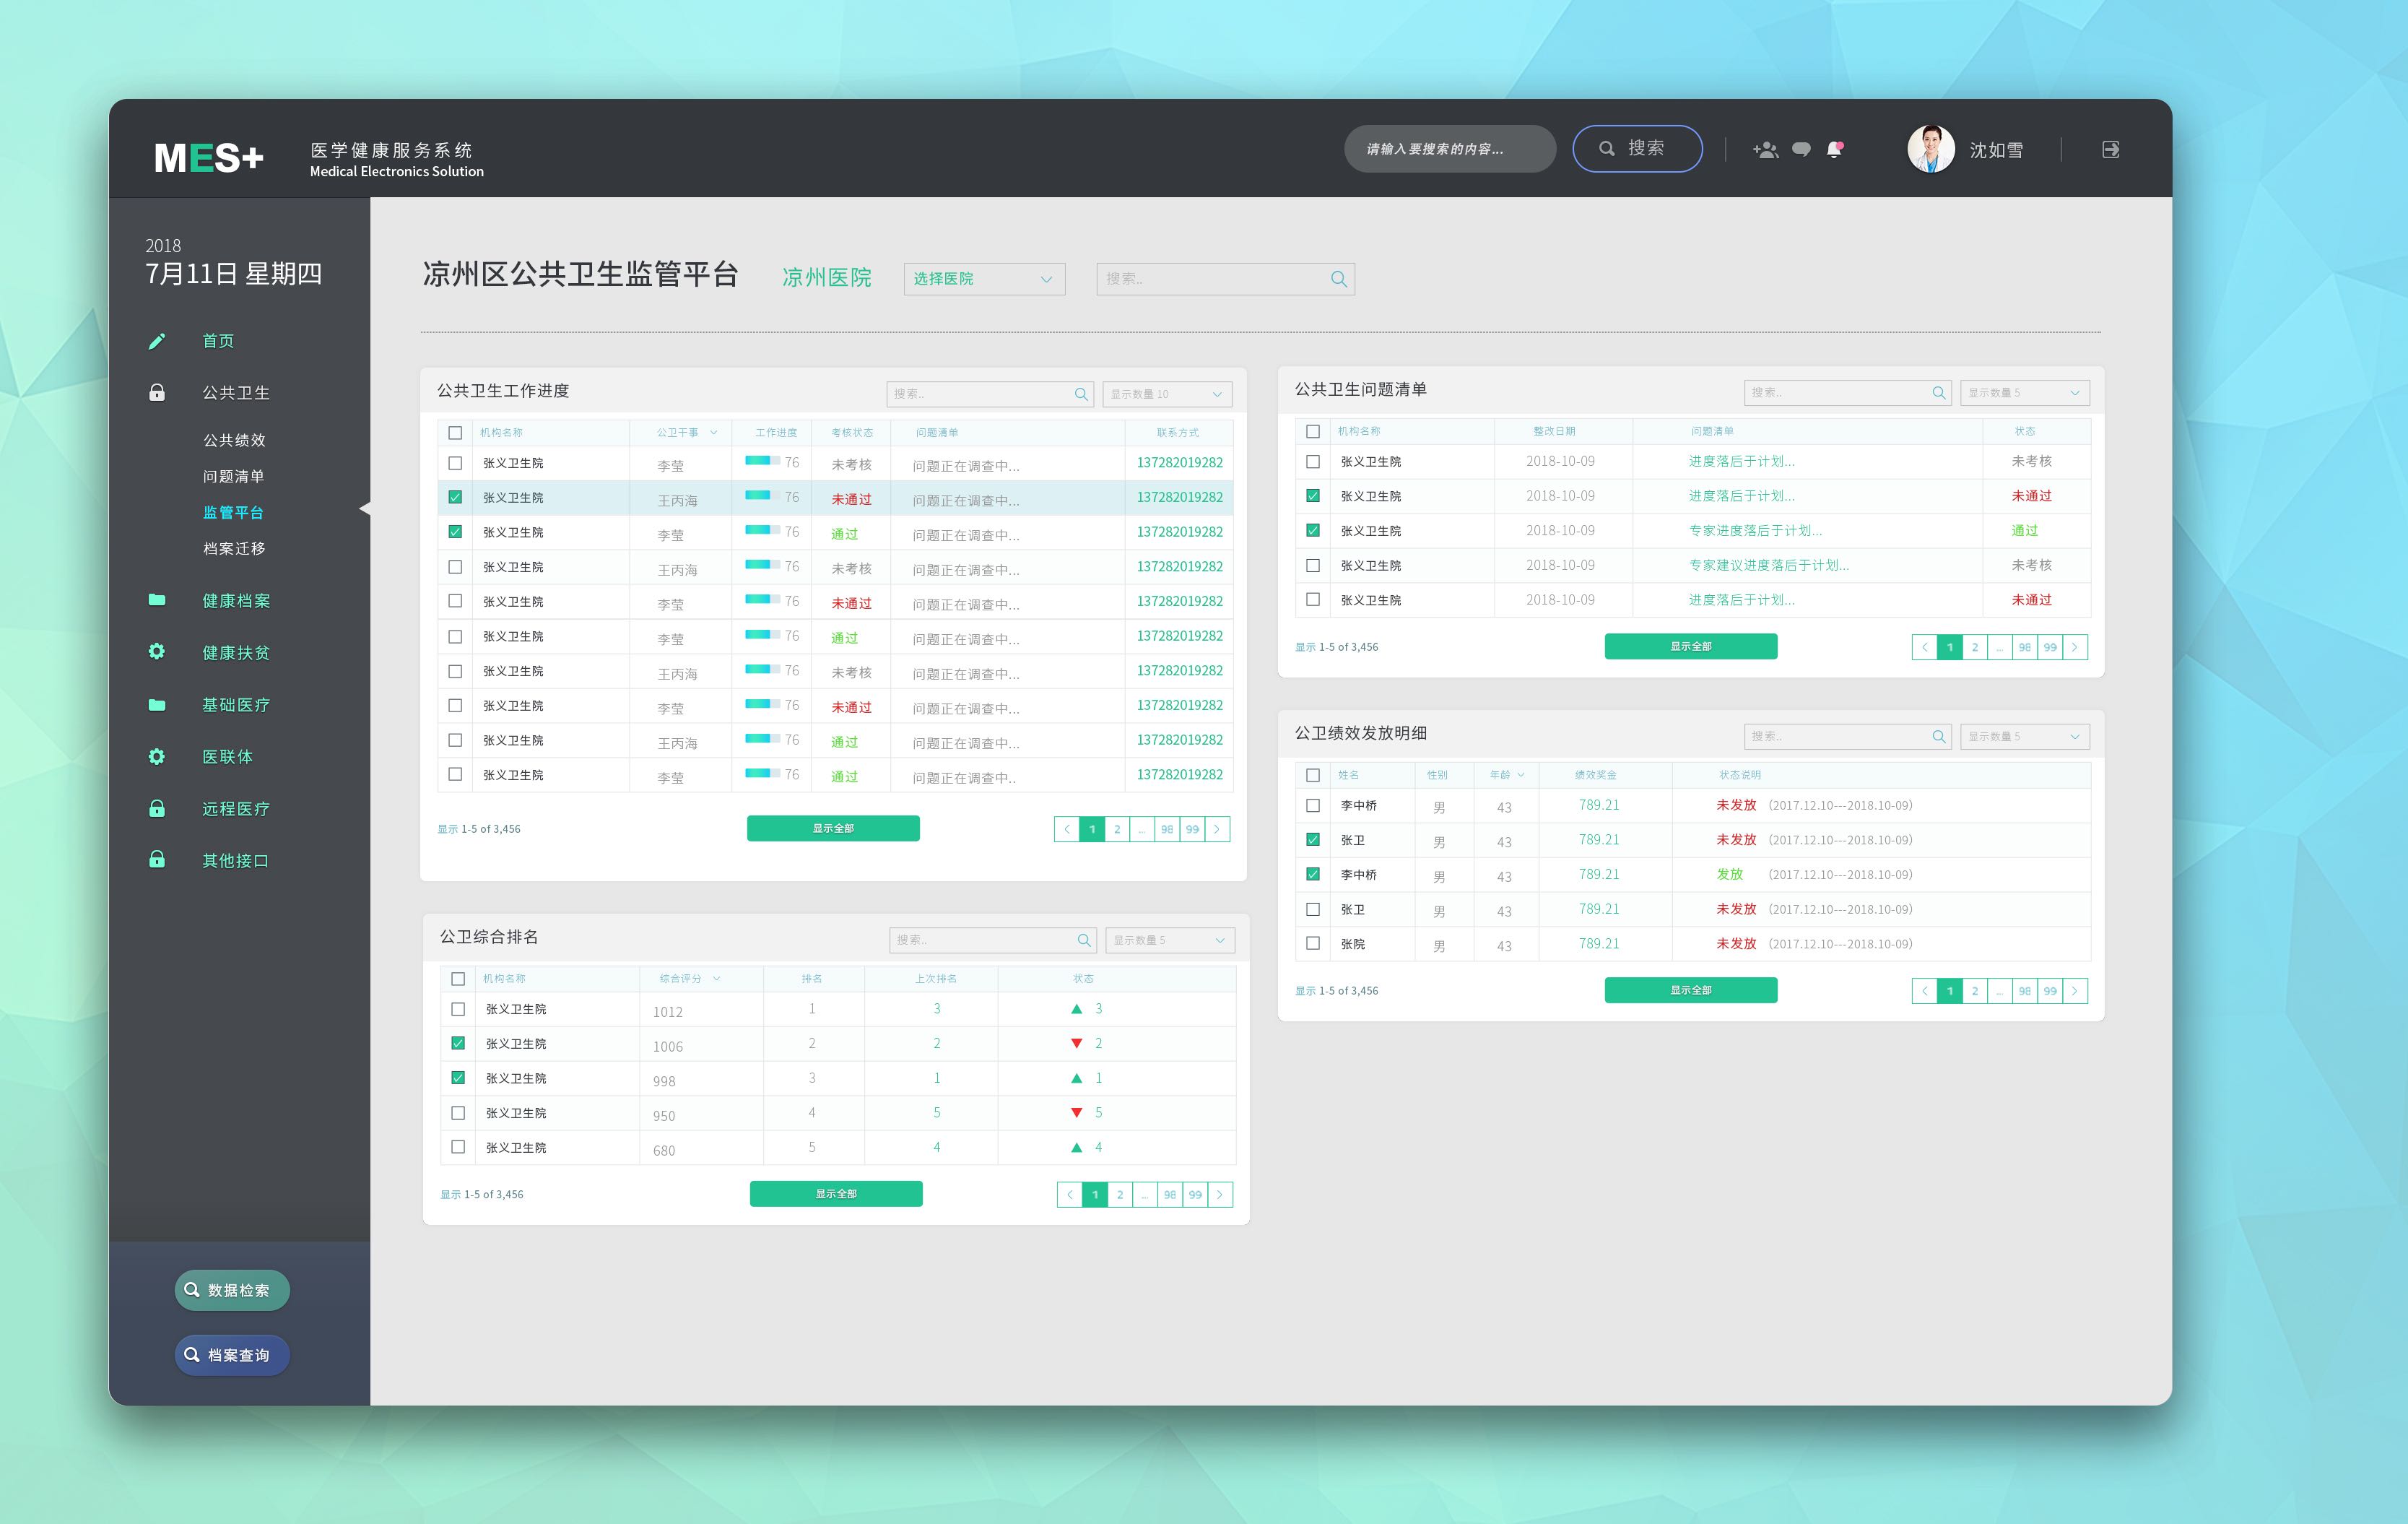 MES+
医学健康服务系统
Medical Electronics Solution
请输入要搜索的内容...
搜索
沈如雪
2018
7月11日 星期四
首页
公共卫生
公共绩效
问题清单
监管平台
档案迁移
健康档案
健康扶贫
基础医疗
医联体
远程医疗
其他接口
数据检索
档案查询
凉州区公共卫生监管平台 凉州医院 选择医院 搜索..
公共卫生工作进度 搜索.. 显示数量 10
机构名称 公卫干事 工作进度 考核状态 问题清单 联系方式
张义卫生院 李莹 76 未考核 问题正在调查中... 137282019282
张义卫生院 王丙海 76 未通过 问题正在调查中... 137282019282
张义卫生院 李莹 76 通过 问题正在调查中... 137282019282
张义卫生院 王丙海 76 未考核 问题正在调查中... 137282019282
张义卫生院 李莹 76 未通过 问题正在调查中... 137282019282
张义卫生院 李莹 76 通过 问题正在调查中... 137282019282
张义卫生院 王丙海 76 未考核 问题正在调查中... 137282019282
张义卫生院 李莹 76 未通过 问题正在调查中... 137282019282
张义卫生院 王丙海 76 通过 问题正在调查中... 137282019282
张义卫生院 李莹 76 通过 问题正在调查中.. 137282019282
显示 1-5 of 3,456 显示全部 < 1 2 ... 98 99 >
公卫综合排名 搜索.. 显示数量 5
机构名称 综合评分 排名 上次排名 状态
张义卫生院 1012 1 3 ▲ 3
张义卫生院 1006 2 2 ▼ 2
张义卫生院 998 3 1 ▲ 1
张义卫生院 950 4 5 ▼ 5
张义卫生院 680 5 4 ▲ 4
显示 1-5 of 3,456 显示全部 < 1 2 ... 98 99 >
公共卫生问题清单 搜索.. 显示数量 5
机构名称 整改日期 问题清单 状态
张义卫生院 2018-10-09 进度落后于计划... 未考核
张义卫生院 2018-10-09 进度落后于计划... 未通过
张义卫生院 2018-10-09 专家进度落后于计划... 通过
张义卫生院 2018-10-09 专家建议进度落后于计划... 未考核
张义卫生院 2018-10-09 进度落后于计划... 未通过
显示 1-5 of 3,456 显示全部 < 1 2 ... 98 99 >
公卫绩效发放明细 搜索.. 显示数量 5
姓名 性别 年龄 绩效奖金 状态说明
李中桥 男 43 789.21 未发放 （2017.12.10---2018.10-09）
张卫 男 43 789.21 未发放 （2017.12.10---2018.10-09）
李中桥 男 43 789.21 发放 （2017.12.10---2018.10-09）
张卫 男 43 789.21 未发放 （2017.12.10---2018.10-09）
张院 男 43 789.21 未发放 （2017.12.10---2018.10-09）
显示 1-5 of 3,456 显示全部 < 1 2 ... 98 99 >